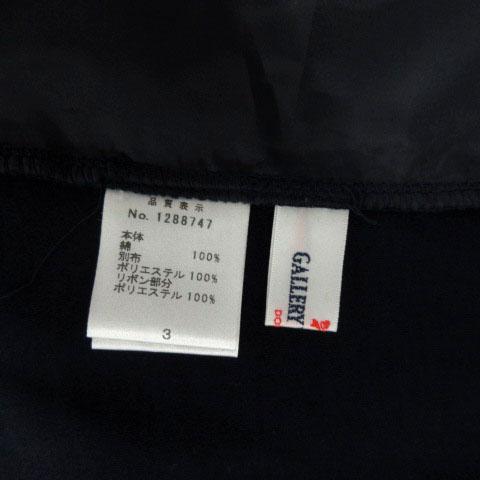 品質表示
No. 1288747
本体
綿 100%
別布
ポリエステル 100%
リボン部分
ポリエステル 100%
3
GALLERY
DO